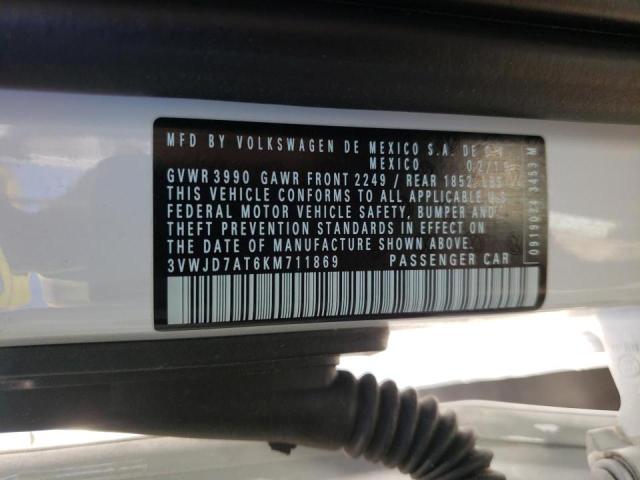 MFD BY VOLKSWAGEN DE MEXICO S.A. DE
MEXICO
GVWR 3990 GAWR FRONT 2249 / REAR 1852 LBS
THIS VEHICLE CONFORMS TO ALL APPLICABLE U.S.
FEDERAL MOTOR VEHICLE SAFETY, BUMPER AND
THEFT PREVENTION STANDARDS IN EFFECT ON
THE DATE OF MANUFACTURE SHOWN ABOVE.
3VWJD7AT6KM711869 PASSENGER CAR